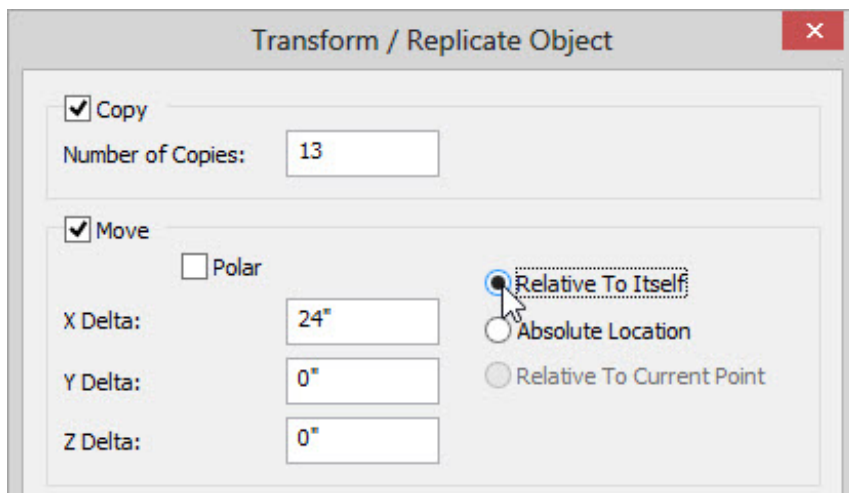 Transform / Replicate Object
Copy
Number of Copies: 13
Move
Polar
Relative To Itself
X Delta: 24"
Absolute Location
Y Delta: 0"
Relative To Current Point
Z Delta: 0"